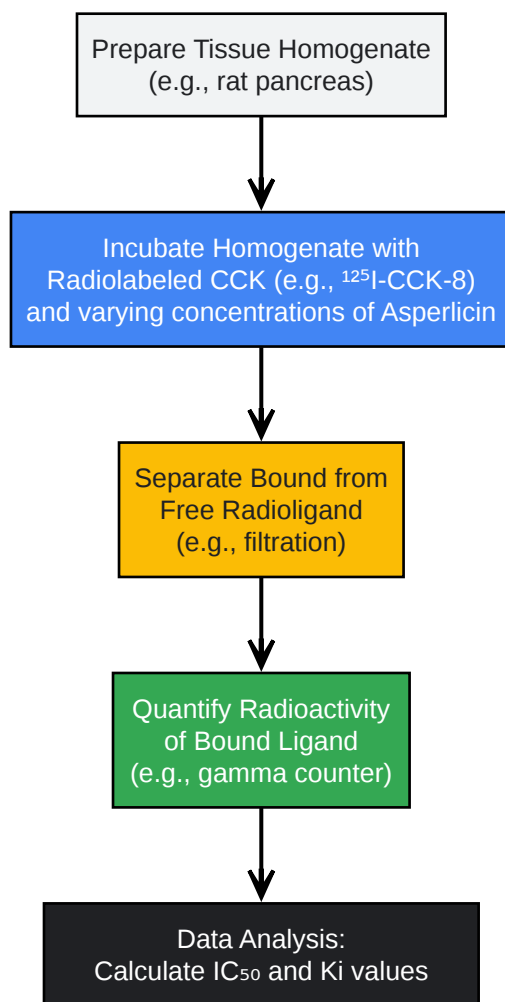 Prepare Tissue Homogenate
(e.g., rat pancreas)
Incubate Homogenate with
Radiolabeled CCK (e.g., ¹²⁵I-CCK-8)
and varying concentrations of Asperlicin
Separate Bound from
Free Radioligand
(e.g., filtration)
Quantify Radioactivity
of Bound Ligand
(e.g., gamma counter)
Data Analysis:
Calculate IC₅₀ and Ki values